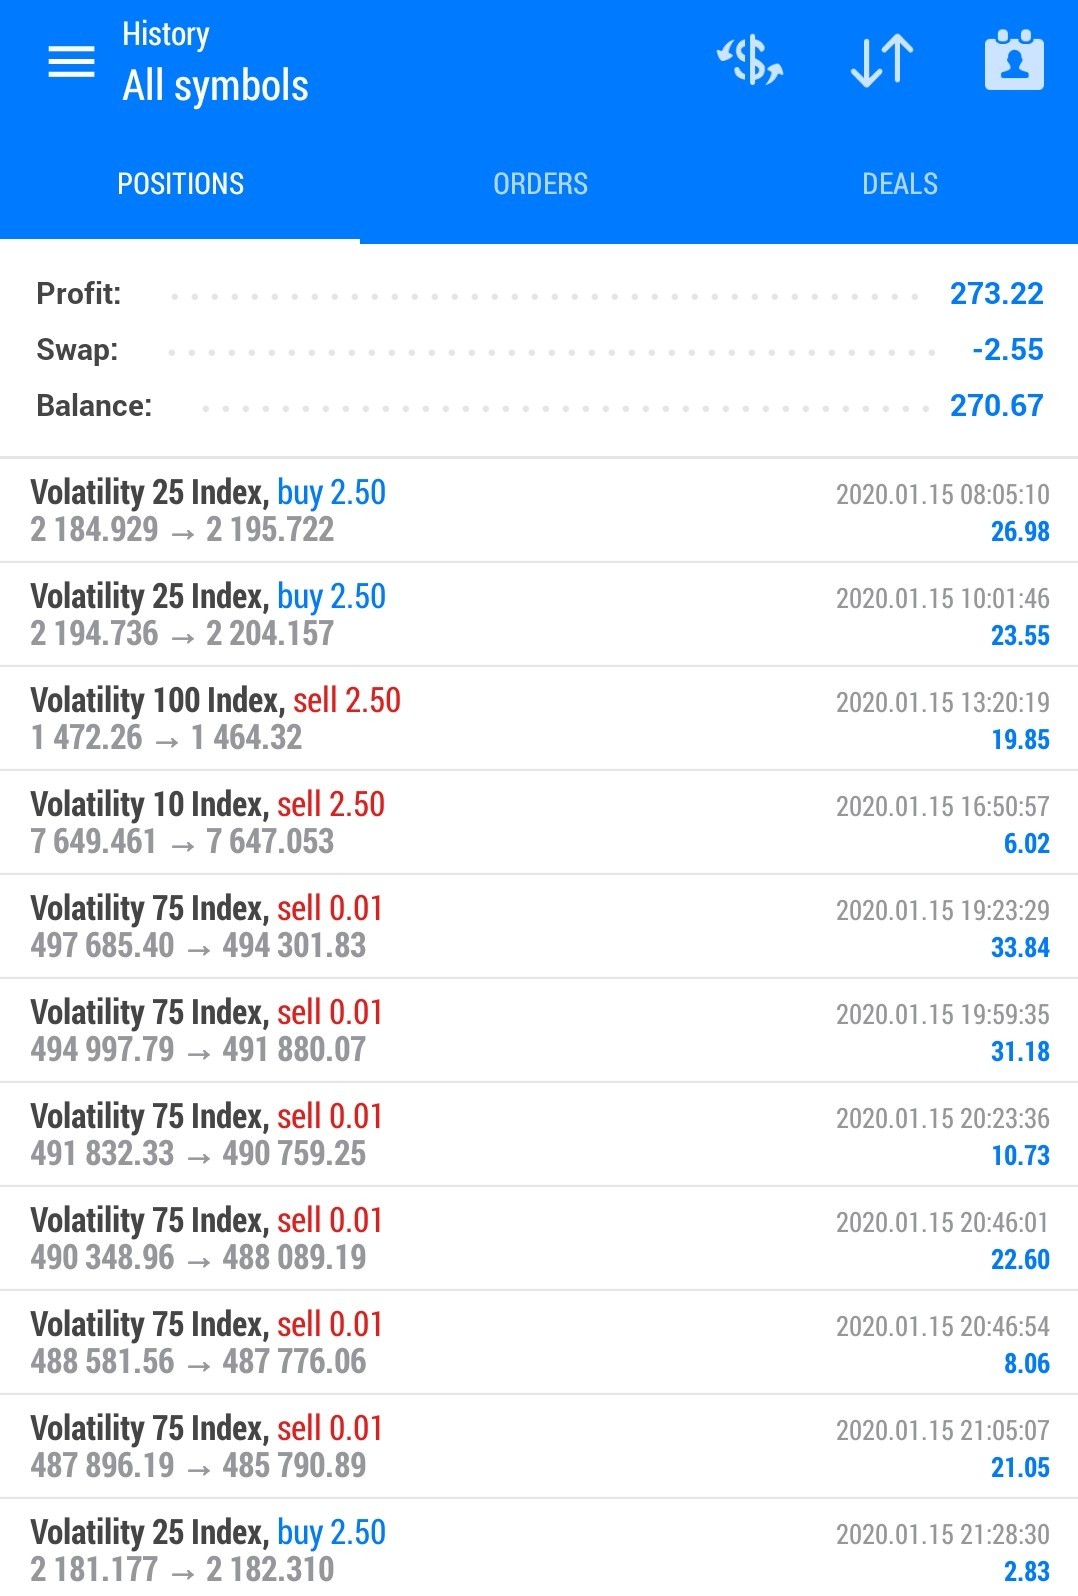 History
All symbols
POSITIONS ORDERS DEALS
Profit: 273.22
Swap: -2.55
Balance: 270.67
Volatility 25 Index, buy 2.50 2020.01.15 08:05:10
2 184.929 → 2 195.722 26.98
Volatility 25 Index, buy 2.50 2020.01.15 10:01:46
2 194.736 → 2 204.157 23.55
Volatility 100 Index, sell 2.50 2020.01.15 13:20:19
1 472.26 → 1 464.32 19.85
Volatility 10 Index, sell 2.50 2020.01.15 16:50:57
7 649.461 → 7 647.053 6.02
Volatility 75 Index, sell 0.01 2020.01.15 19:23:29
497 685.40 → 494 301.83 33.84
Volatility 75 Index, sell 0.01 2020.01.15 19:59:35
494 997.79 → 491 880.07 31.18
Volatility 75 Index, sell 0.01 2020.01.15 20:23:36
491 832.33 → 490 759.25 10.73
Volatility 75 Index, sell 0.01 2020.01.15 20:46:01
490 348.96 → 488 089.19 22.60
Volatility 75 Index, sell 0.01 2020.01.15 20:46:54
488 581.56 → 487 776.06 8.06
Volatility 75 Index, sell 0.01 2020.01.15 21:05:07
487 896.19 → 485 790.89 21.05
Volatility 25 Index, buy 2.50 2020.01.15 21:28:30
2 181.177 → 2 182.310 2.83